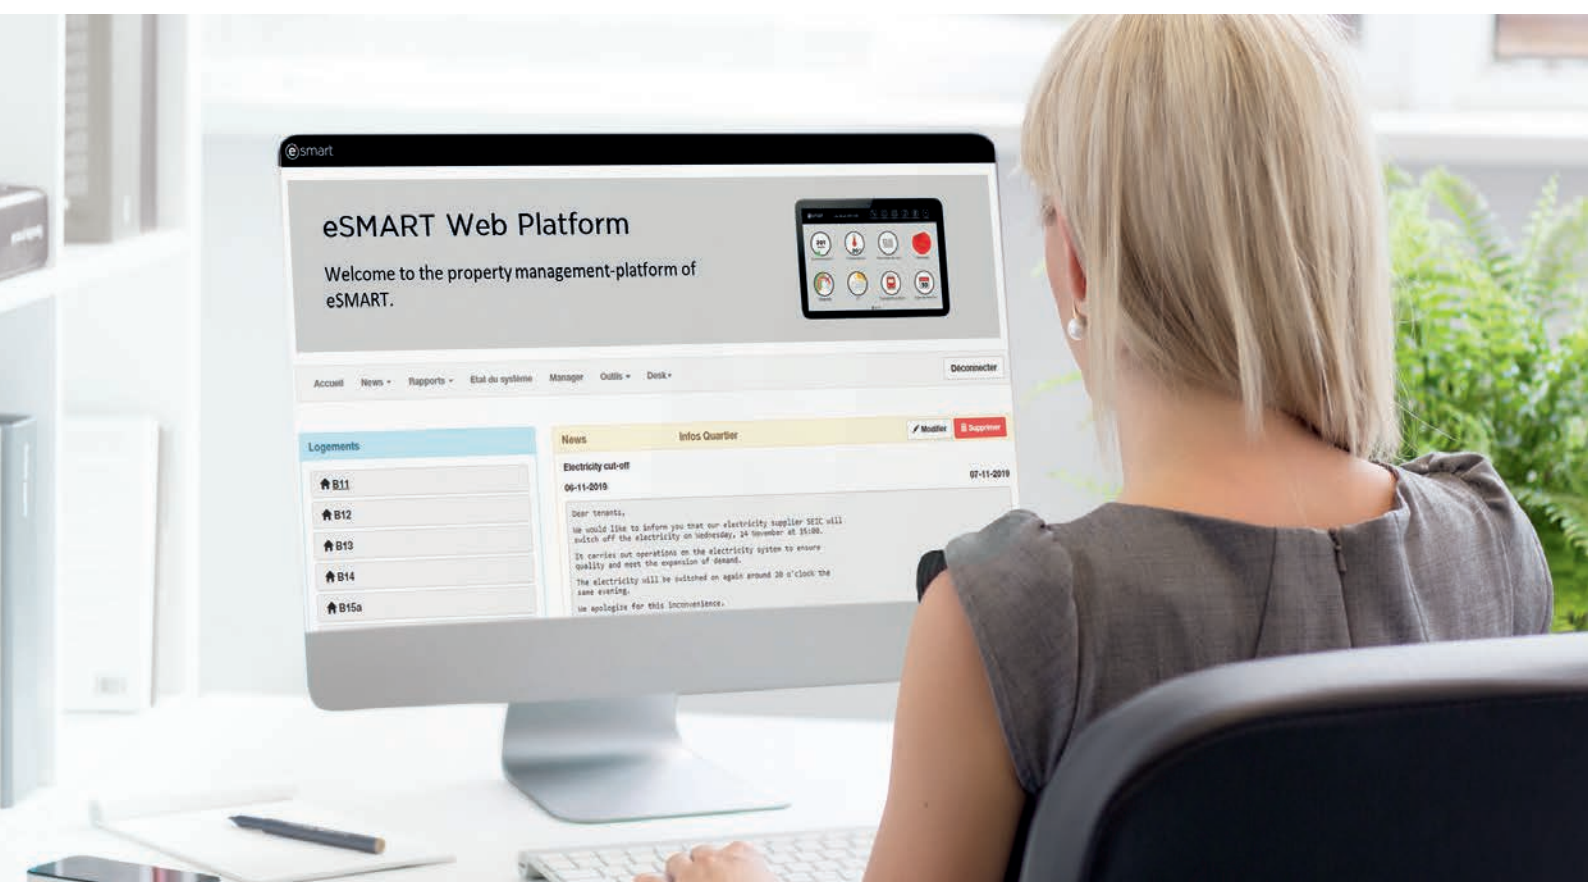 esmart
eSMART Web Platform
Welcome to the property management-platform of
eSMART.
Accueil News Rapports Etat du système Manager Outils Desk
Déconnecter
Logements
B11
B12
B13
B14
B15a
News Infos Quartier Modifier Supprimer
Electricity cut-off
06-11-2019 07-11-2019
Dear tenants,
We would like to inform you that our electricity supplier SEIC will
switch off the electricity on Wednesday, 24 November at 15:00.
It carries out operations on the electricity system to ensure
quality and meet the expansion of demand.
The electricity will be switched on again around 20 o'clock the
same evening.
We apologize for this inconvenience.